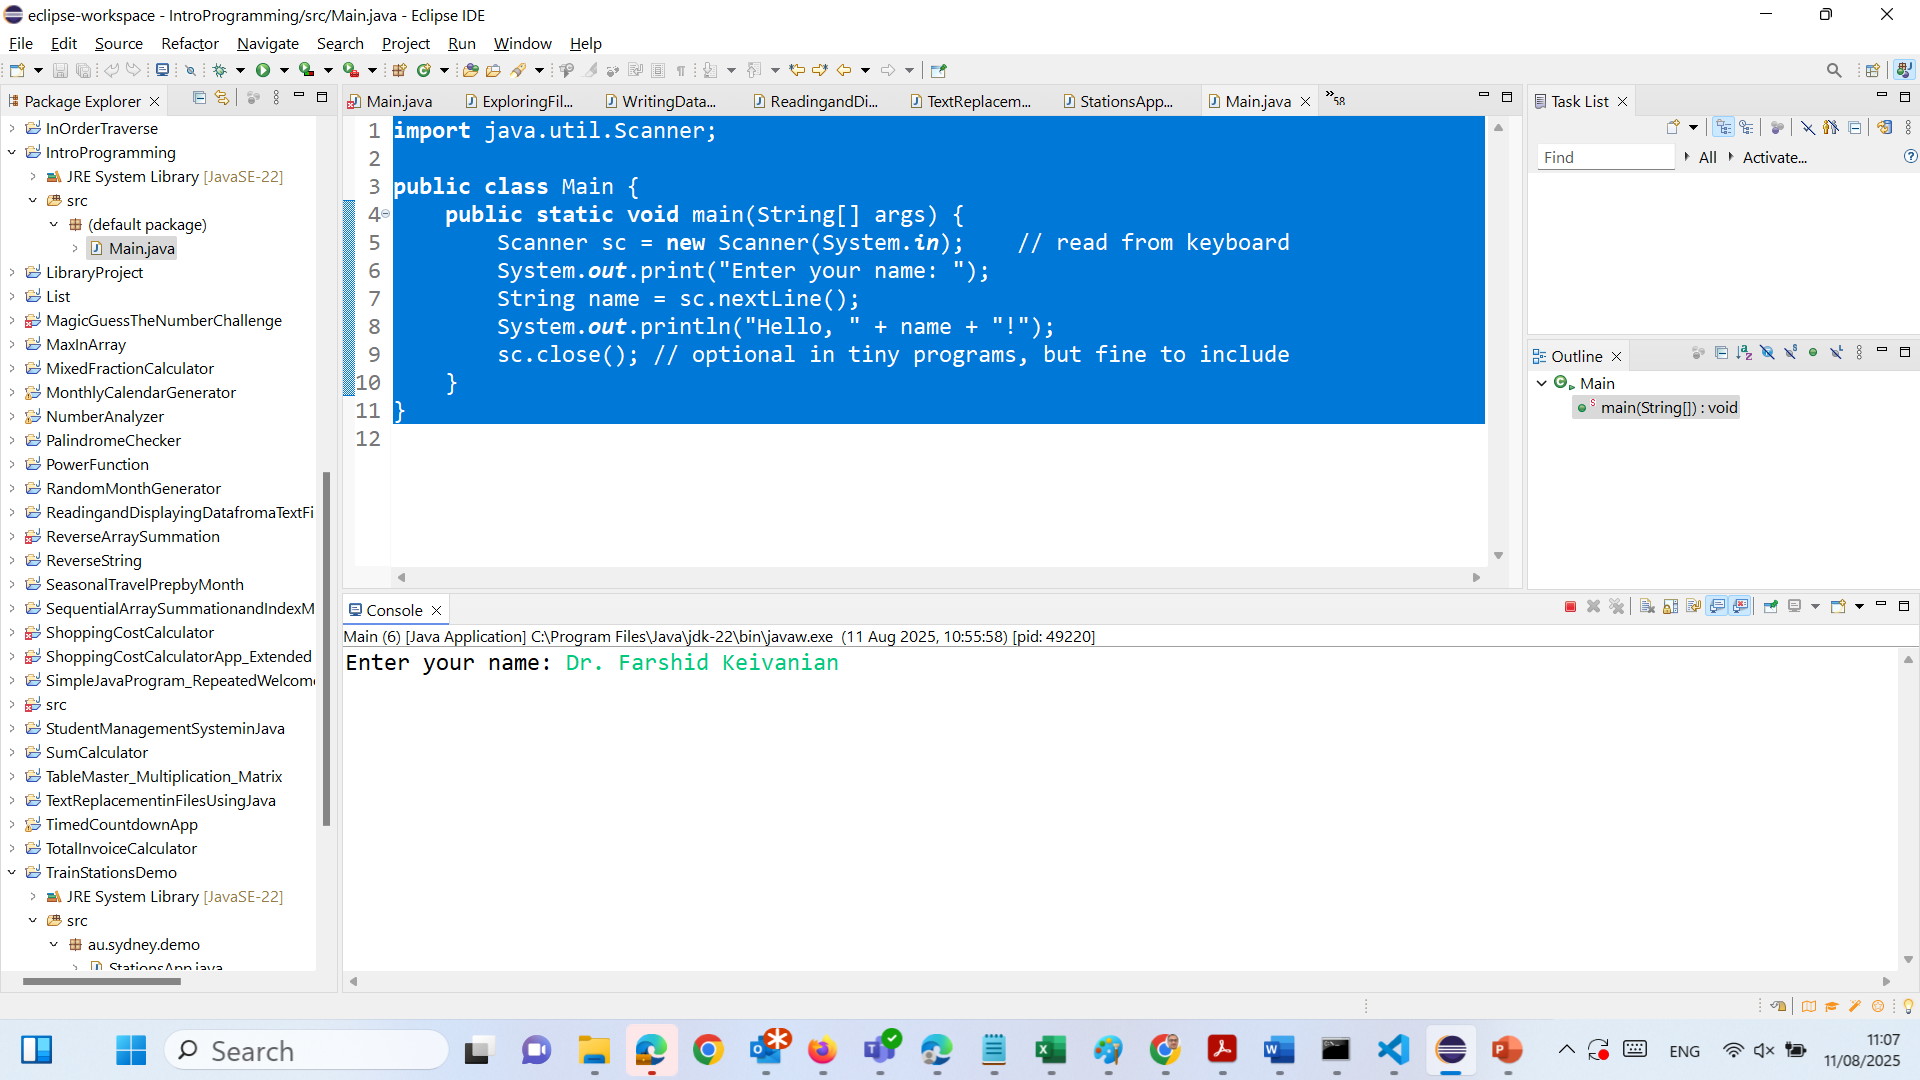 eclipse-workspace - IntroProgramming/src/Main.java - Eclipse IDE
File Edit Source Refactor Navigate Search Project Run Window Help
Package Explorer
InOrderTraverse
IntroProgramming
JRE System Library [JavaSE-22]
src
(default package)
Main.java
LibraryProject
List
MagicGuessTheNumberChallenge
MaxInArray
MixedFractionCalculator
MonthlyCalendarGenerator
NumberAnalyzer
PalindromeChecker
PowerFunction
RandomMonthGenerator
ReadingandDisplayingDatafromaTextFi
ReverseArraySummation
ReverseString
SeasonalTravelPrepbyMonth
SequentialArraySummationandIndexM
ShoppingCostCalculator
ShoppingCostCalculatorApp_Extended
SimpleJavaProgram_RepeatedWelcome
src
StudentManagementSysteminJava
SumCalculator
TableMaster_Multiplication_Matrix
TextReplacementinFilesUsingJava
TimedCountdownApp
TotalInvoiceCalculator
TrainStationsDemo
JRE System Library [JavaSE-22]
src
au.sydney.demo
StationsApp.java
Main.java ExploringFil... WritingData... ReadingandDi... TextReplacem... StationsApp... Main.java »58
1 import java.util.Scanner;
2
3 public class Main {
4 public static void main(String[] args) {
5 Scanner sc = new Scanner(System.in); // read from keyboard
6 System.out.print("Enter your name: ");
7 String name = sc.nextLine();
8 System.out.println("Hello, " + name + "!");
9 sc.close(); // optional in tiny programs, but fine to include
10 }
11 }
12
Console
Main (6) [Java Application] C:\Program Files\Java\jdk-22\bin\javaw.exe (11 Aug 2025, 10:55:58) [pid: 49220]
Enter your name: Dr. Farshid Keivanian
Task List
Find All Activate...
Outline
Main
main(String[]) : void
Search
ENG
11:07
11/08/2025